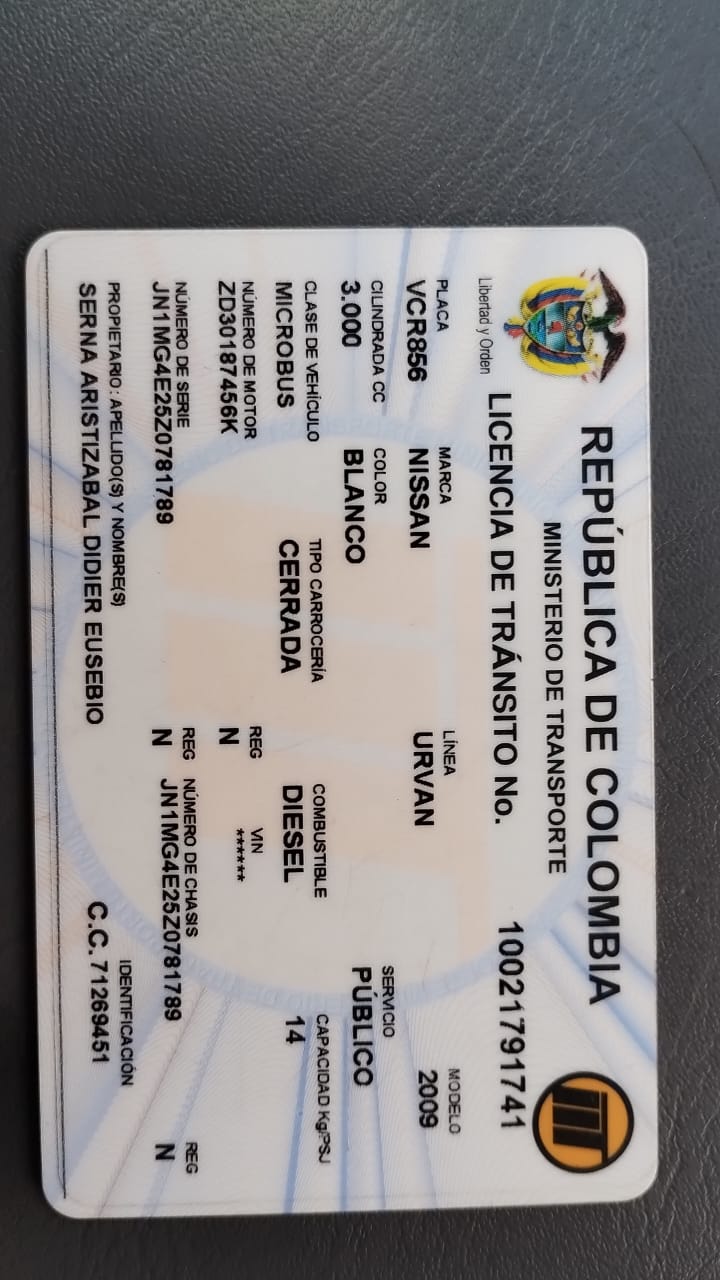 REPÚBLICA DE COLOMBIA
MINISTERIO DE TRANSPORTE
Libertad y Orden
LICENCIA DE TRÁNSITO No. 10021791741
PLACA MARCA LÍNEA MODELO
VCR856 NISSAN URVAN 2009
CILINDRADA CC COLOR SERVICIO
3.000 BLANCO PÚBLICO
CLASE DE VEHÍCULO TIPO CARROCERÍA COMBUSTIBLE CAPACIDAD Kg/PSJ
MICROBUS CERRADA DIESEL 14
NÚMERO DE MOTOR REG VIN
ZD30187456K N ******
NÚMERO DE SERIE REG NÚMERO DE CHASIS REG
JN1MG4E25Z0781789 N JN1MG4E25Z0781789 N
PROPIETARIO: APELLIDO(S) Y NOMBRE(S) IDENTIFICACIÓN
SERNA ARISTIZABAL DIDIER EUSEBIO C.C. 71269451